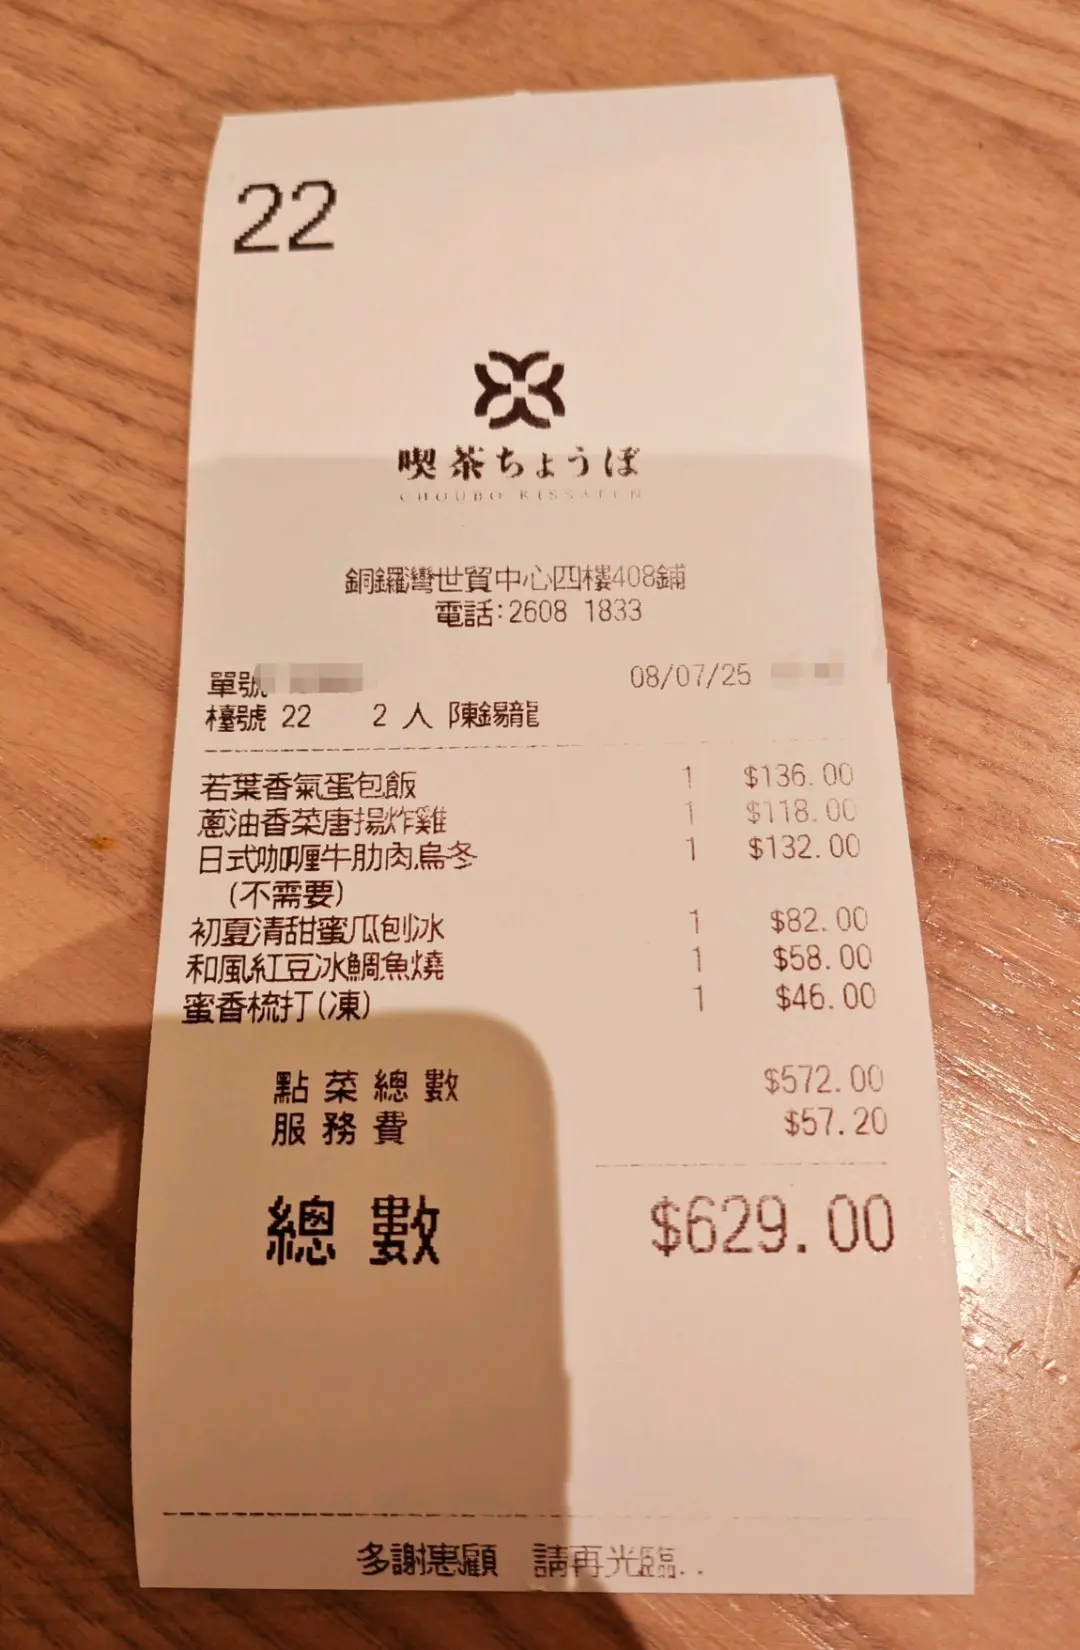 22
喫茶ちょうぼ
CHOUBO KISSATEN
銅鑼灣世貿中心四樓408鋪
電話:2608 1833
單號 08/07/25
檯號 22 2 人 陳錫龍
若葉香氣蛋包飯 1 $136.00
蔥油香菜唐揚炸雞 1 $118.00
日式咖喱牛肋肉烏冬 1 $132.00
(不需要)
初夏清甜蜜瓜刨冰 1 $82.00
和風紅豆冰鯛魚燒 1 $58.00
蜜香梳打(凍) 1 $46.00
點菜總數 $572.00
服務費 $57.20
總數 $629.00
多謝惠顧 請再光臨..